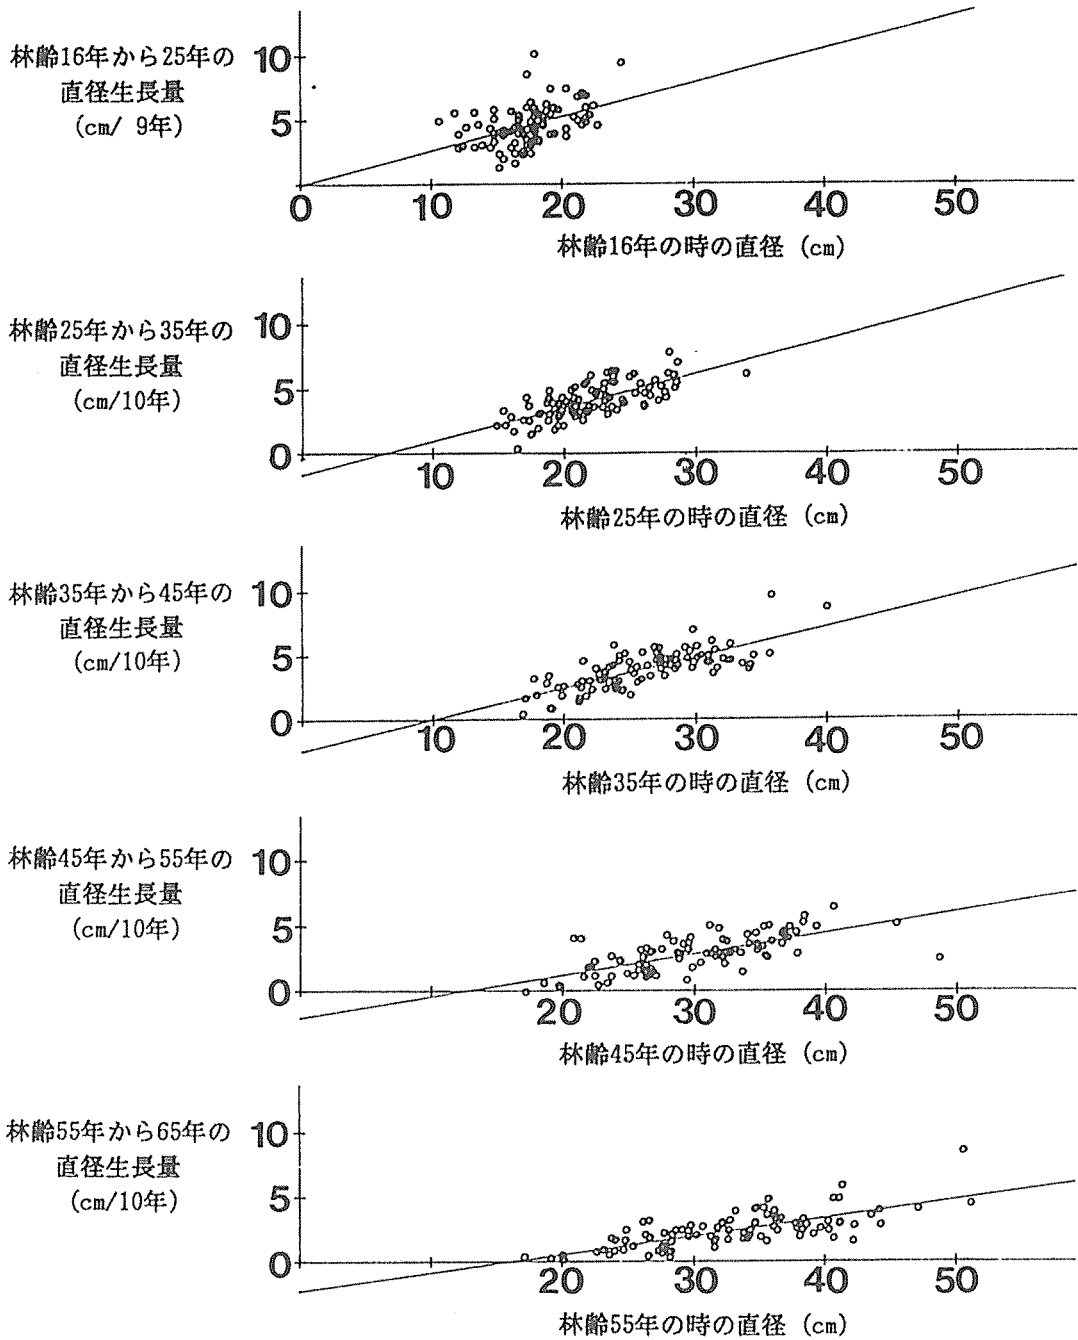 林齢16年から25年の
直径生長量
(cm/ 9年)
10
5
0 10 20 30 40 50
林齢16年の時の直径 (cm)
林齢25年から35年の
直径生長量
(cm/10年)
10
5
0
10 20 30 40 50
林齢25年の時の直径 (cm)
林齢35年から45年の
直径生長量
(cm/10年)
10
5
0
10 20 30 40 50
林齢35年の時の直径 (cm)
林齢45年から55年の
直径生長量
(cm/10年)
10
5
0
20 30 40 50
林齢45年の時の直径 (cm)
林齢55年から65年の
直径生長量
(cm/10年)
10
5
0
20 30 40 50
林齢55年の時の直径 (cm)